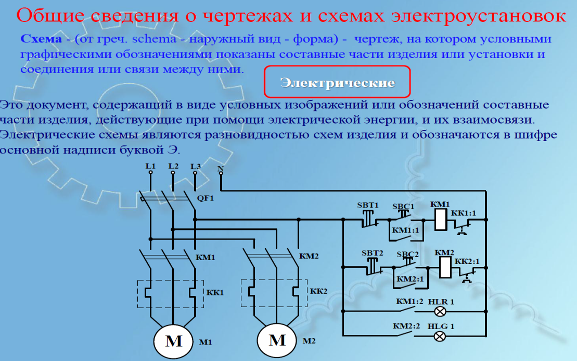 Общие сведения о чертежах и схемах электроустановок
Схема - (от греч. schema - наружный вид - форма) - чертеж, на котором условными
графическими обозначениями показаны составные части изделия или установки и
соединения или связи между ними.
Электрические
Это документ, содержащий в виде условных изображений или обозначений составные
части изделия, действующие при помощи электрической энергии, и их взаимосвязи.
Электрические схемы являются разновидностью схем изделия и обозначаются в шифре
основной надписи буквой Э.
L1 L2 L3 N
QF1
SBT1 SBC1 KM1 KK1:1
KM1:1
KM1 KM2
SBT2 SBC2 KM2 KK2:1
KM2:1
KK1 KK2
KM1:2 HLR 1
KM2:2 HLG 1
M M1 M M2